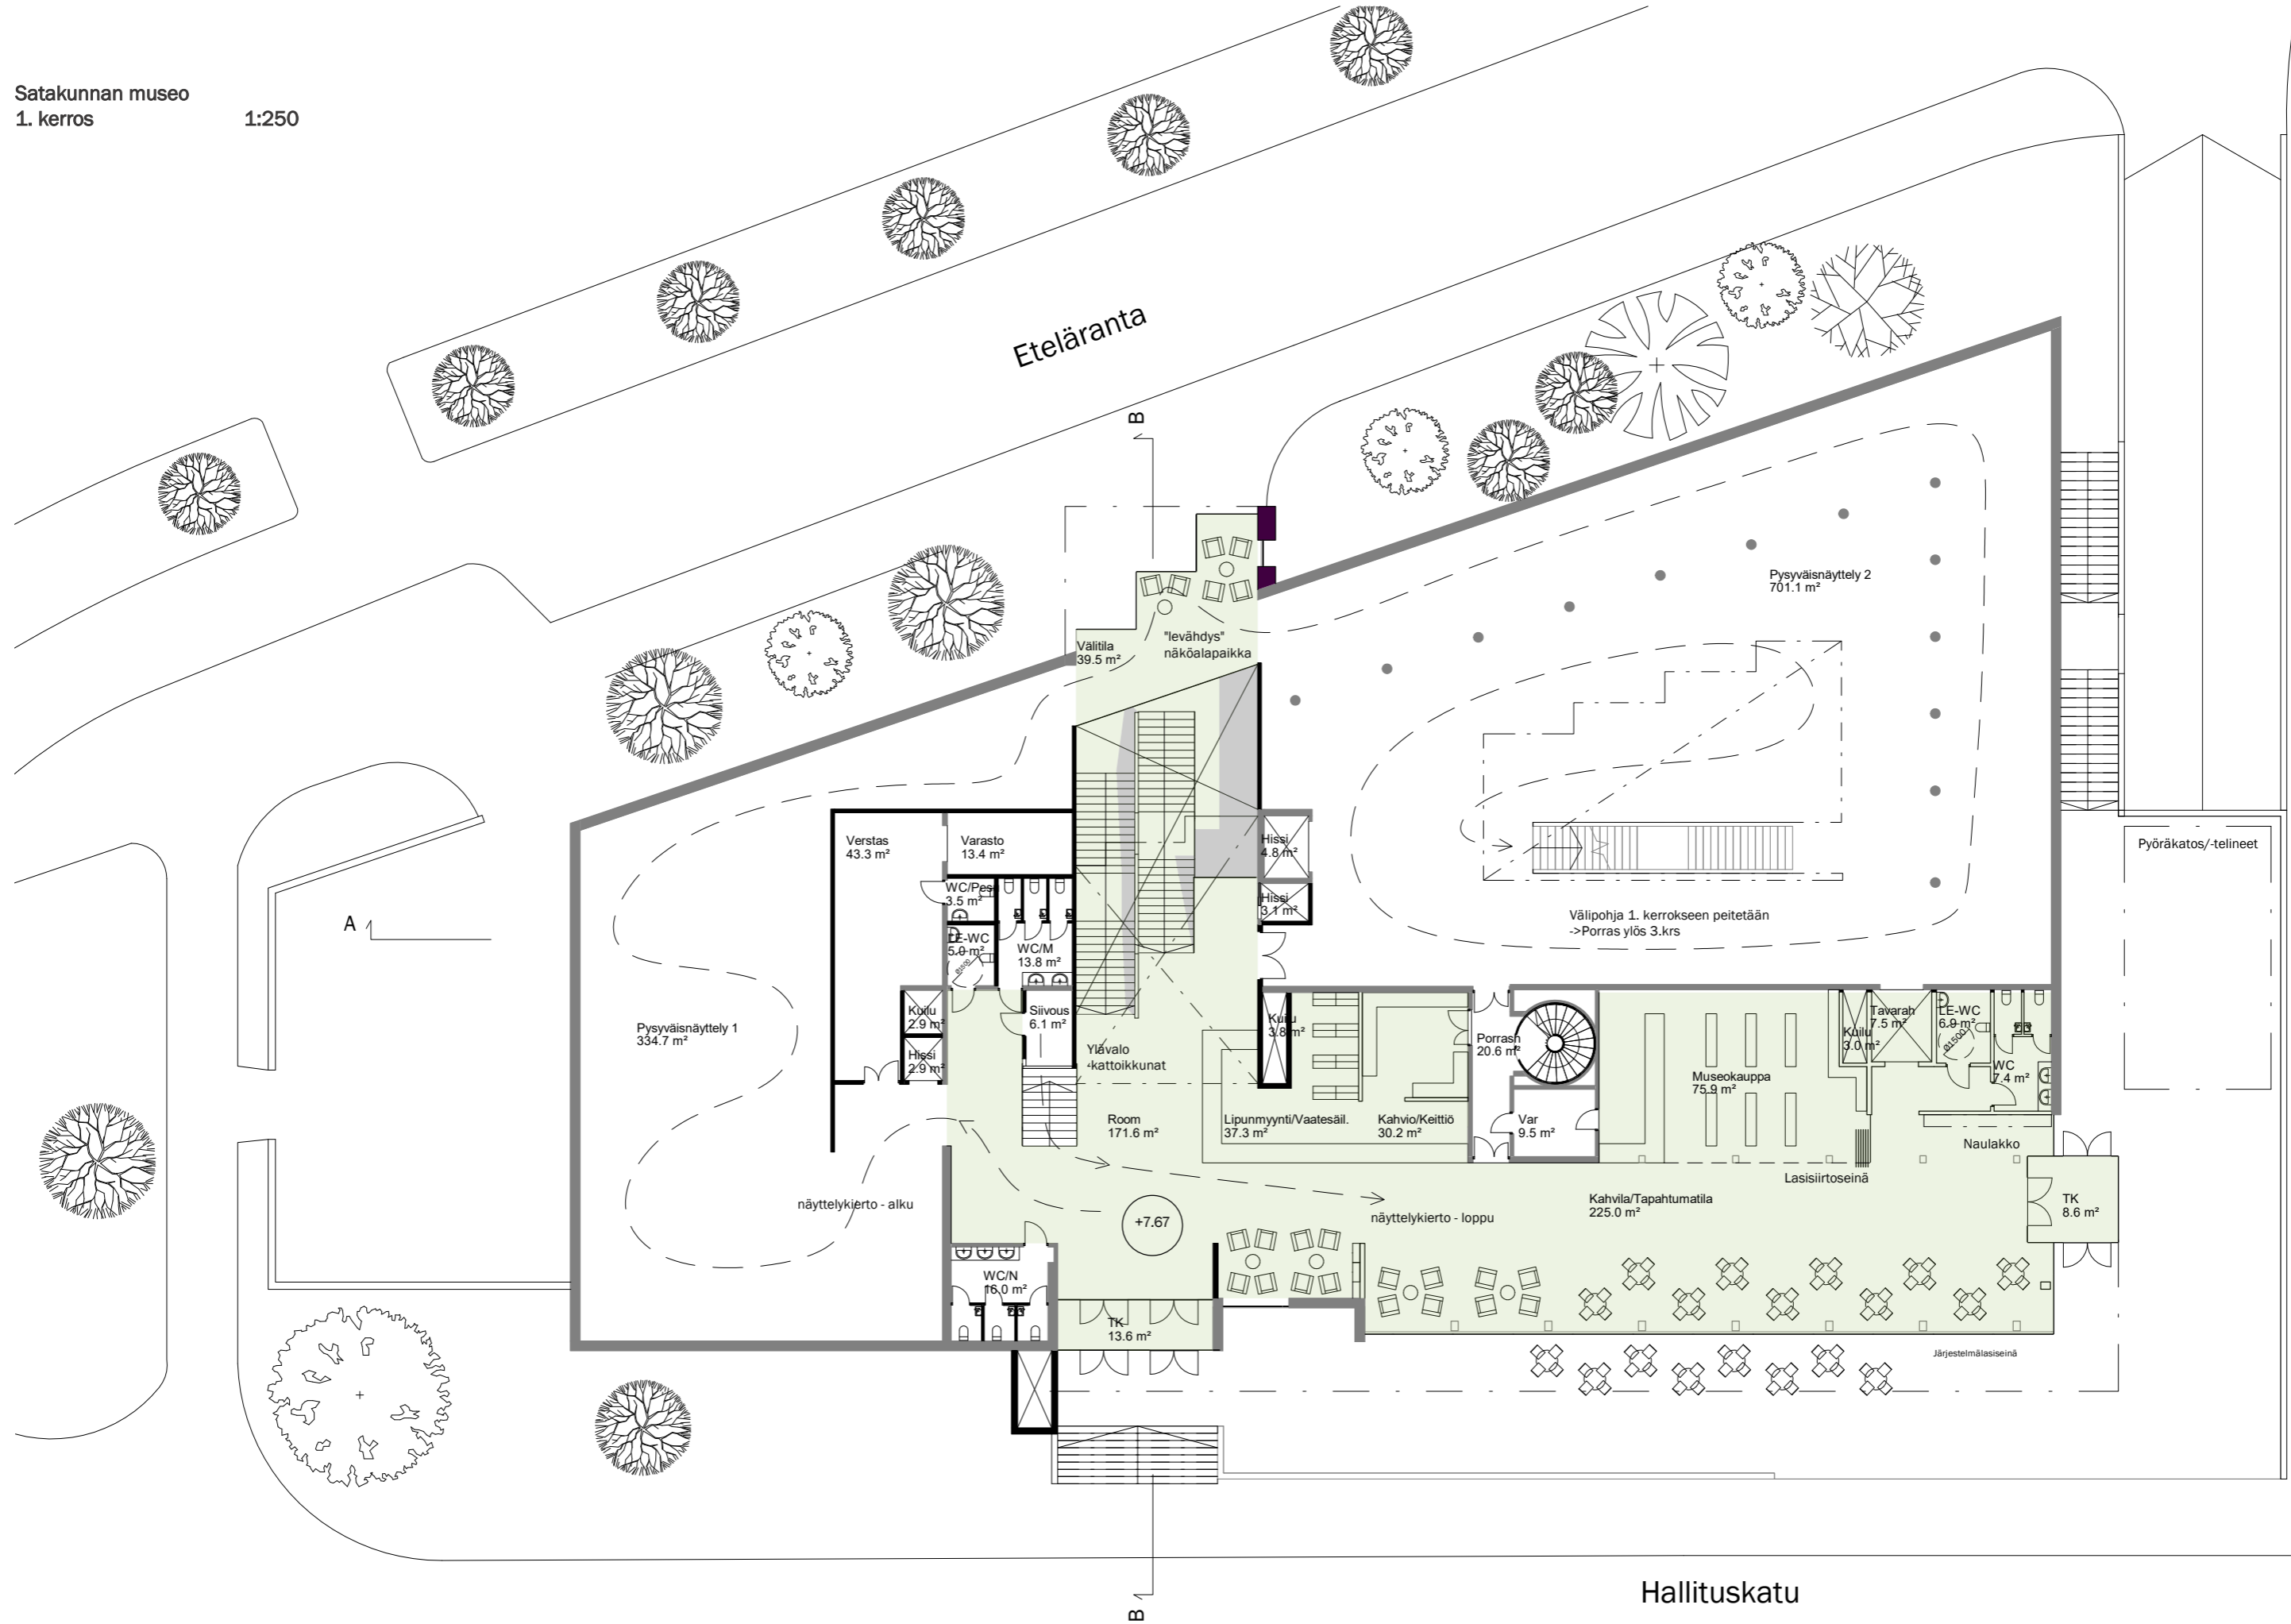 Satakunnan museo
1. kerros 1:250
Eteläranta
B
Pysyväisnäyttely 2
701.1 m²
Välitila
39.5 m²
"levähdys"
näköalapaikka
Verstas
43.3 m²
Varasto
13.4 m²
Hissi
4.8 m²
Pyöräkatos/-telineet
WC/Pes
3.5 m²
Hissi
3.1 m²
A
Välipohja 1. kerrokseen peitetään
->Porras ylös 3.krs
LE-WC
5.0 m²
Ø1500
WC/M
13.8 m²
Kuilu
2.9 m²
Siivous
6.1 m²
Pysyväisnäyttely 1
334.7 m²
Hissi
2.9 m²
Ylävalo
-kattoikkunat
Kuilu
3.8 m²
Porrash
20.6 m²
Kuilu
3.0 m²
Tavarah
7.5 m²
LE-WC
6.9 m²
Ø1500
WC
7.4 m²
Museokauppa
75.9 m²
Room
171.6 m²
Lipunmyynti/Vaatesäil.
37.3 m²
Kahvio/Keittiö
30.2 m²
Var
9.5 m²
Naulakko
Lasisiirtoseinä
näyttelykierto - alku
+7.67
näyttelykierto - loppu
Kahvila/Tapahtumatila
225.0 m²
TK
8.6 m²
WC/N
16.0 m²
TK
13.6 m²
Järjestelmälasiseinä
B
Hallituskatu